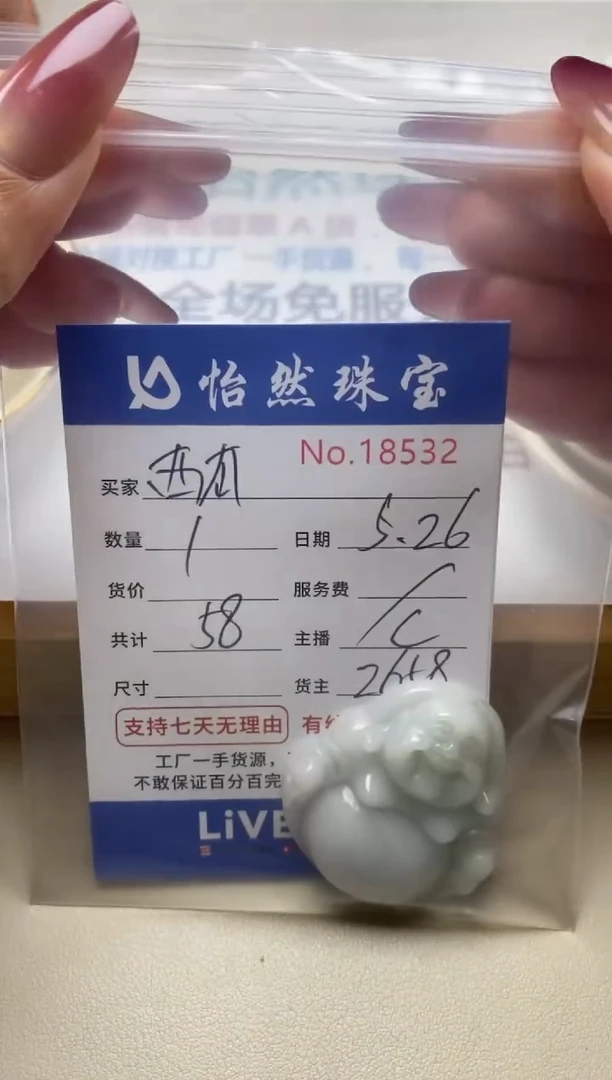 全场免服
怡然珠宝
No.18532
买家
数量 1 日期 5.26
货价 服务费 /
共计 58 主播 C
尺寸 货主
支持七天无理由 有
工厂一手货源，
不敢保证百分百完
LiVE